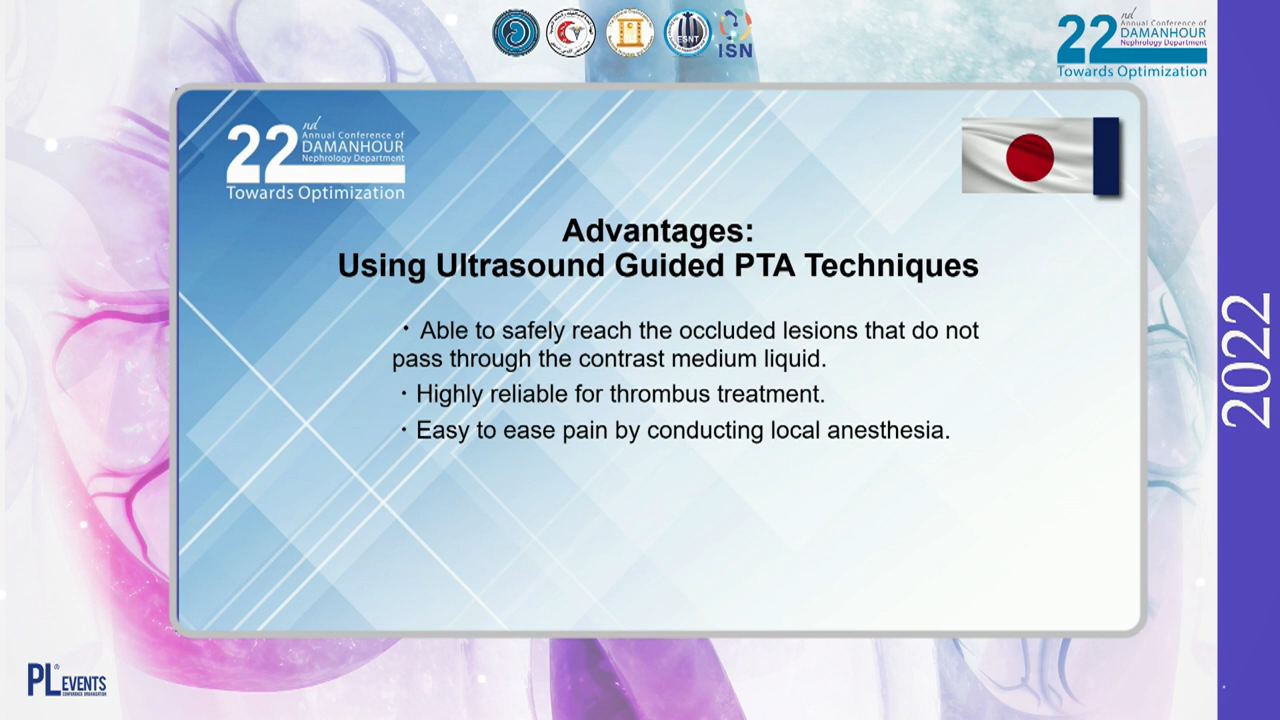 ESNT
ISN
22nd
Annual Conference of
DAMANHOUR
Nephrology Department
Towards Optimization
22nd
Annual Conference of
DAMANHOUR
Nephrology Department
Towards Optimization
Advantages:
Using Ultrasound Guided PTA Techniques
・Able to safely reach the occluded lesions that do not
pass through the contrast medium liquid.
・Highly reliable for thrombus treatment.
・Easy to ease pain by conducting local anesthesia.
2022
PL® EVENTS
CONFERENCE ORGANIZATION